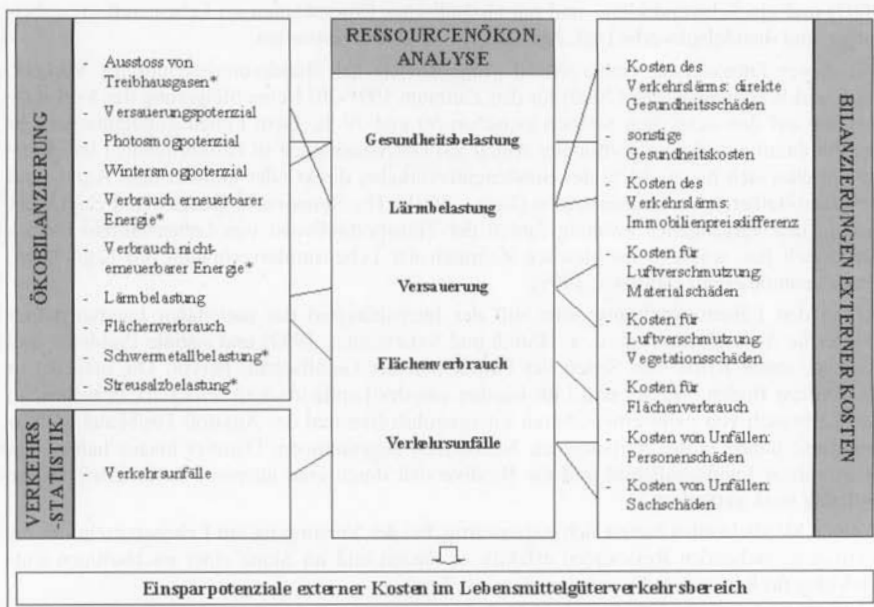 RESSOURCENÖKON.
ANALYSE
ÖKOBILANZIERUNG
- Ausstoss von
Treibhausgasen.*
- Versauerungspotenzial
- Photosmogpotenzial
- Wintersmogpotenzial
- Verbrauch erneuerbarer
Energie*
- Verbrauch nicht-
erneuerbarer Energie*
- Lärmbelastung
- Flächenverbrauch
- Schwermetallbelastung*
- Streusalzbelastung*
VERKEHRS
-STATISTIK
- Verkehrsunfälle
Gesundheitsbelastung
Lärmbelastung
Versauerung
Flächenverbrauch
Verkehrsunfälle
- Kosten des
Verkehrslärms: direkte
Gesundheitsschäden
- sonstige
Gesundheitskosten
- Kosten des
Verkehrslärms:
Immobilienpreisdifferenz
- Kosten für
Luftverschmutzung:
Materialschäden
- Kosten für
Luftverschmutzung:
Vegetationsschäden
- Kosten für
Flächenverbrauch
- Kosten von Unfällen:
Personenschäden
- Kosten von Unfällen:
Sachschäden
BILANZIERUNGEN EXTERNER KOSTEN
Einsparpotenziale externer Kosten im Lebensmittelgüterverkehrsbereich